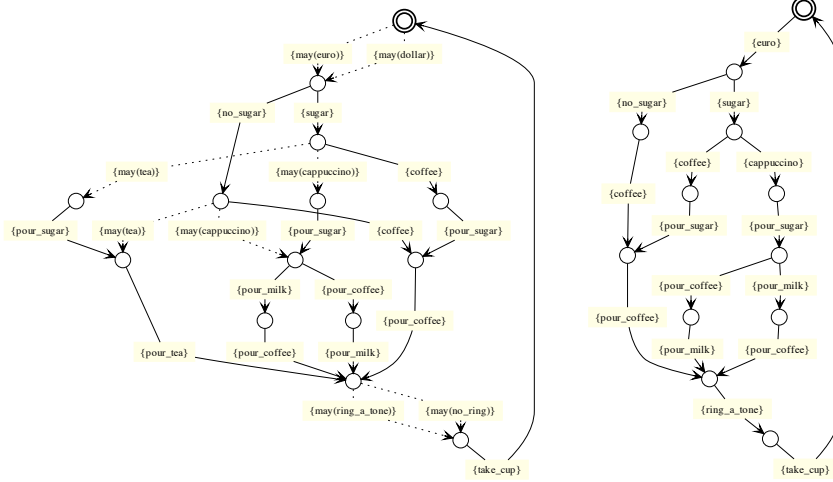 {may(euro)}
{may(dollar)}
{no_sugar}
{sugar}
{may(tea)}
{may(cappuccino)}
{coffee}
{pour_sugar}
{may(tea)}
{may(cappuccino)}
{pour_sugar}
{coffee}
{pour_sugar}
{pour_milk}
{pour_coffee}
{pour_coffee}
{pour_tea}
{pour_coffee}
{pour_milk}
{may(ring_a_tone)}
{may(no_ring)}
{take_cup}
{euro}
{no_sugar}
{sugar}
{coffee}
{cappuccino}
{coffee}
{pour_sugar}
{pour_sugar}
{pour_coffee}
{pour_milk}
{pour_coffee}
{pour_milk}
{pour_coffee}
{ring_a_tone}
{take_cup}